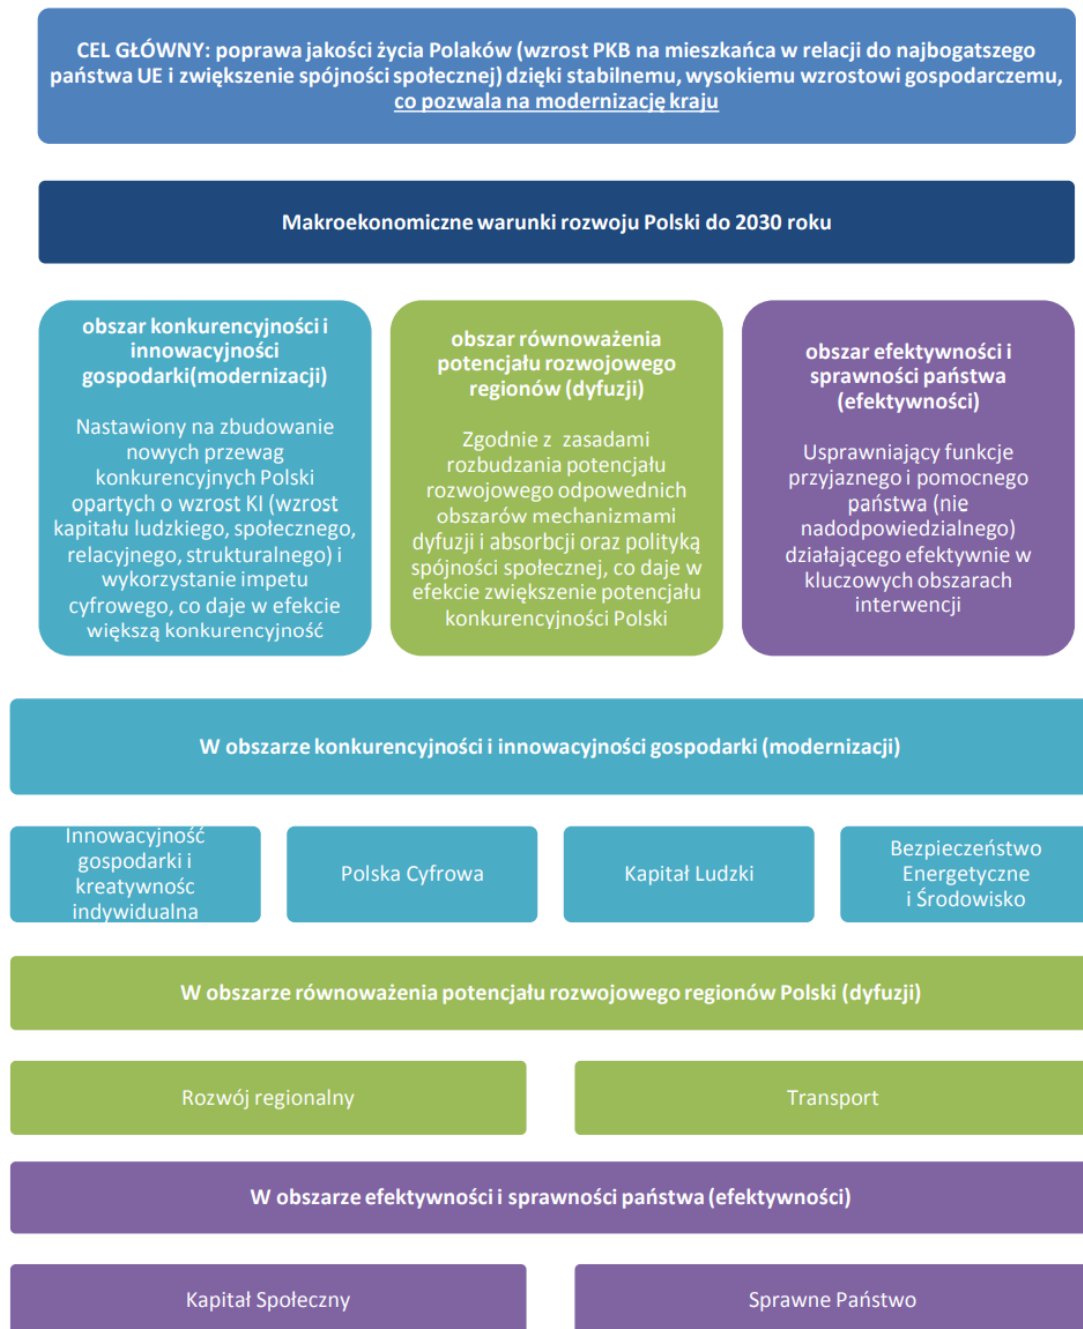 CEL GŁÓWNY: poprawa jakości życia Polaków (wzrost PKB na mieszkańca w relacji do najbogatszego
państwa UE i zwiększenie spójności społecznej) dzięki stabilnemu, wysokiemu wzrostowi gospodarczemu,
co pozwala na modernizację kraju
Makroekonomiczne warunki rozwoju Polski do 2030 roku
obszar konkurencyjności i
innowacyjności
gospodarki(modernizacji)
Nastawiony na zbudowanie
nowych przewag
konkurencyjnych Polski
opartych o wzrost KI (wzrost
kapitału ludzkiego, społecznego,
relacyjnego, strukturalnego) i
wykorzystanie impetu
cyfrowego, co daje w efekcie
większą konkurencyjność
obszar równoważenia
potencjału rozwojowego
regionów (dyfuzji)
Zgodnie z zasadami
rozbudzania potencjału
rozwojowego odpowednich
obszarów mechanizmami
dyfuzji i absorbcji oraz polityką
spójności społecznej, co daje w
efekcie zwiększenie potencjału
konkurencyjności Polski
obszar efektywności i
sprawności państwa
(efektywności)
Usprawniający funkcje
przyjaznego i pomocnego
państwa (nie
nadodpowiedzialnego)
działającego efektywnie w
kluczowych obszarach
interwencji
W obszarze konkurencyjności i innowacyjności gospodarki (modernizacji)
Innowacyjność
gospodarki i
kreatywnośc
indywidualna
Polska Cyfrowa
Kapitał Ludzki
Bezpieczeństwo
Energetyczne
i Środowisko
W obszarze równoważenia potencjału rozwojowego regionów Polski (dyfuzji)
Rozwój regionalny
Transport
W obszarze efektywności i sprawności państwa (efektywności)
Kapitał Społeczny
Sprawne Państwo